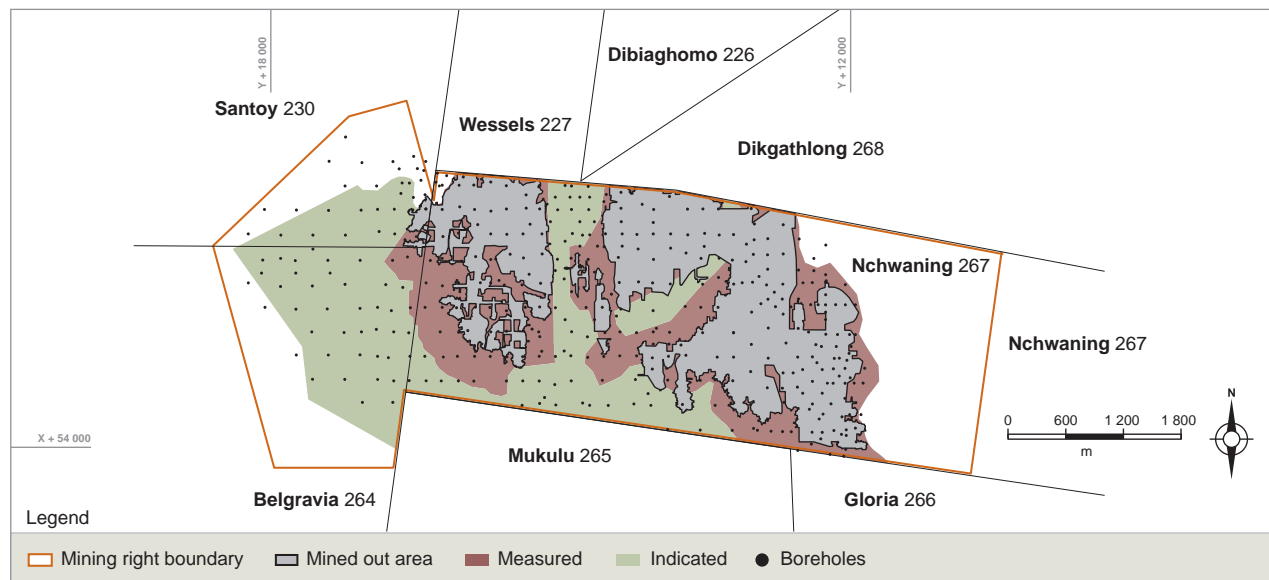 Y + 18 000
Y + 12 000
Dibiaghomo 226
Santoy 230
Wessels 227
Dikgathlong 268
Nchwaning 267
Nchwaning 267
N
0 600 1 200 1 800
m
X + 54 000
Mukulu 265
Belgravia 264
Gloria 266
Legend
Mining right boundary Mined out area Measured Indicated Boreholes